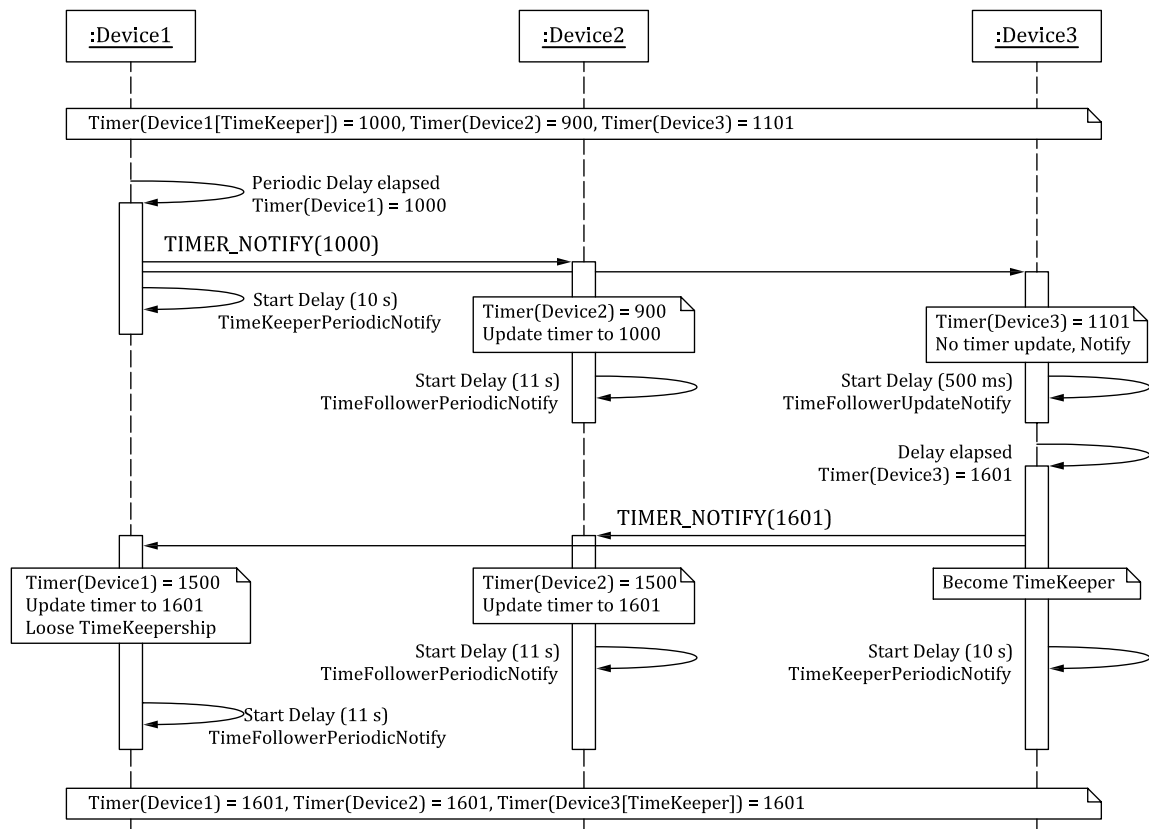 :Device1
:Device2
:Device3
Timer(Device1[TimeKeeper]) = 1000, Timer(Device2) = 900, Timer(Device3) = 1101
Periodic Delay elapsed
Timer(Device1) = 1000
TIMER_NOTIFY(1000)
Start Delay (10 s)
TimeKeeperPeriodicNotify
Timer(Device2) = 900
Update timer to 1000
Timer(Device3) = 1101
No timer update, Notify
Start Delay (11 s)
TimeFollowerPeriodicNotify
Start Delay (500 ms)
TimeFollowerUpdateNotify
Delay elapsed
Timer(Device3) = 1601
TIMER_NOTIFY(1601)
Timer(Device1) = 1500
Update timer to 1601
Loose TimeKeepership
Timer(Device2) = 1500
Update timer to 1601
Become TimeKeeper
Start Delay (11 s)
TimeFollowerPeriodicNotify
Start Delay (10 s)
TimeKeeperPeriodicNotify
Start Delay (11 s)
TimeFollowerPeriodicNotify
Timer(Device1) = 1601, Timer(Device2) = 1601, Timer(Device3[TimeKeeper]) = 1601